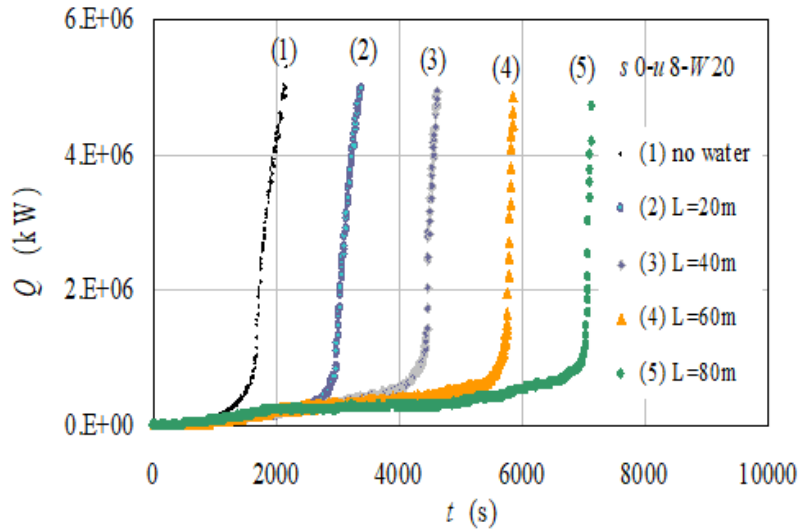 6.E+06
4.E+06
2.E+06
0.E+00
Q (kW)
(1)
(2)
(3)
(4)
(5)
s 0-u 8-W20
(1) no water
(2) L=20m
(3) L=40m
(4) L=60m
(5) L=80m
0
2000
4000
6000
8000
10000
t (s)